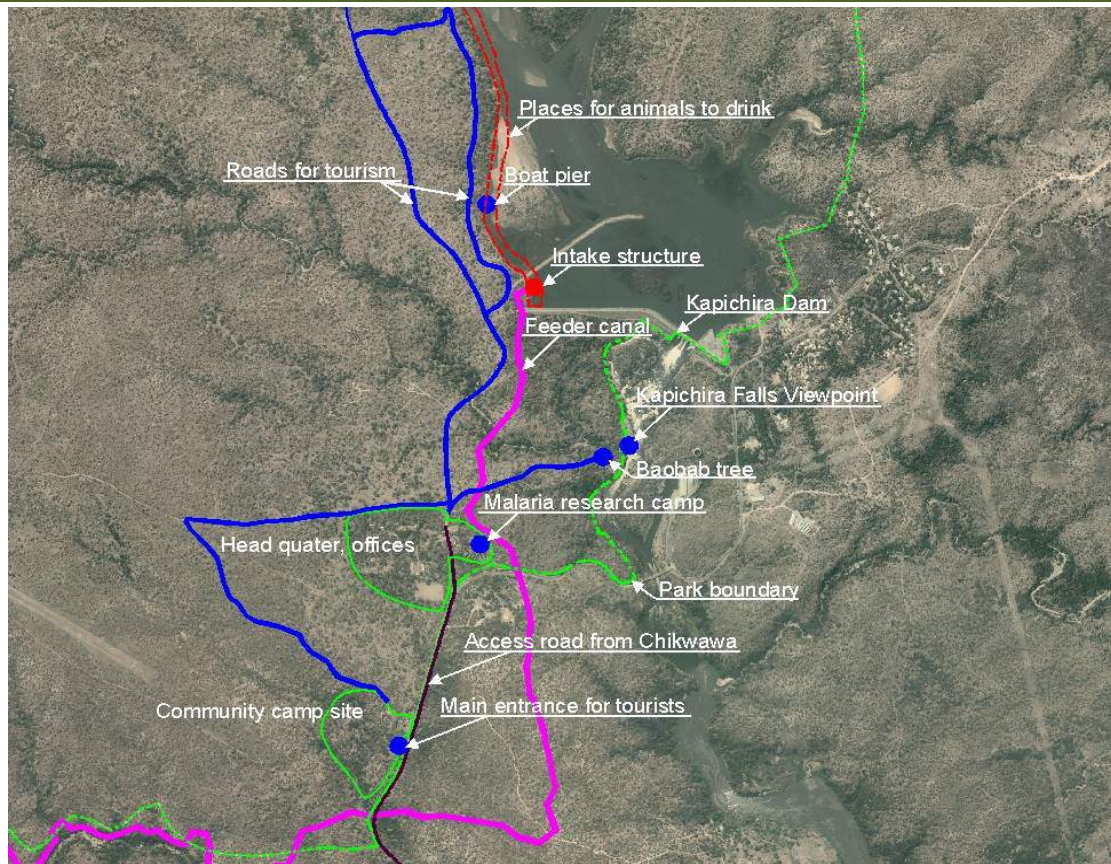 Places for animals to drink
Roads for tourism
Boat pier
Intake structure
Kapichira Dam
Feeder canal
Kapichira Falls Viewpoint
Baobab tree
Malaria research camp
Head quater, offices
Park boundary
Access road from Chikwawa
Main entrance for tourists
Community camp site